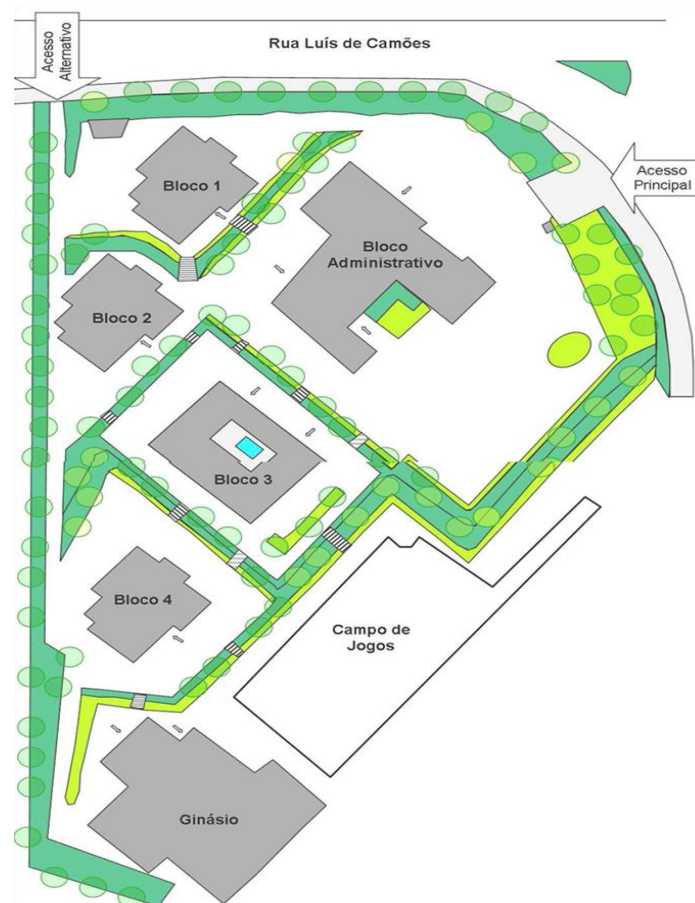 Acesso
Alternativo
Rua Luís de Camões
Acesso
Principal
Bloco 1
Bloco
Administrativo
Bloco 2
Bloco 3
Bloco 4
Campo de
Jogos
Ginásio